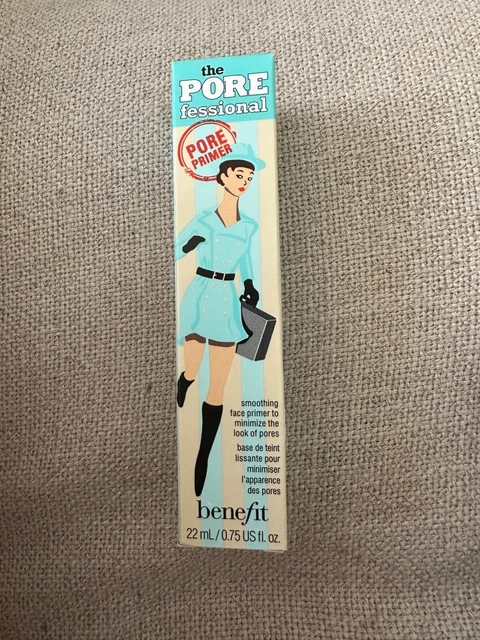 the
PORE
fessional
PORE
PRIMER
smoothing
face primer to
minimize the
look of pores
base de teint
lissante pour
minimiser
l'apparence
des pores
benefit
22 mL / 0.75 US fl. oz.